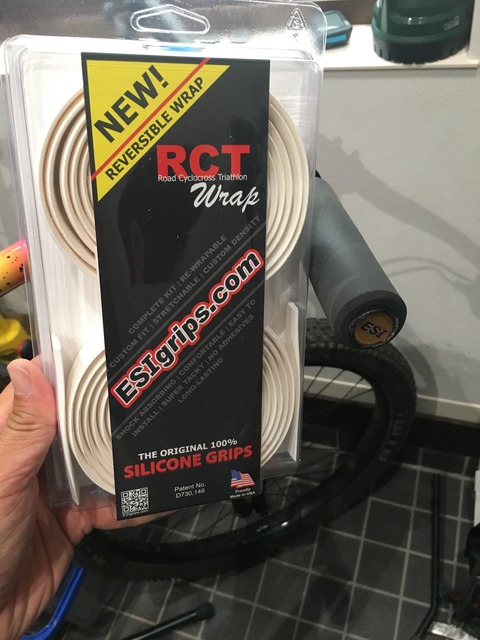 NEW!
REVERSIBLE WRAP
RCT
Road Cyclocross Triathlon
Wrap
COMPLETE KIT | RE-WRAPABLE
CUSTOM FIT | STRETCHABLE | CUSTOM DENSITY
ESIgrips.com
SHOCK ABSORBING | COMFORTABLE | EASY TO
INSTALL | SUPER TACKY | NO ADHESIVES
LONG-LASTING
THE ORIGINAL 100%
SILICONE GRIPS
Patent No.
D730,146
Proudly
Made in USA
ESI